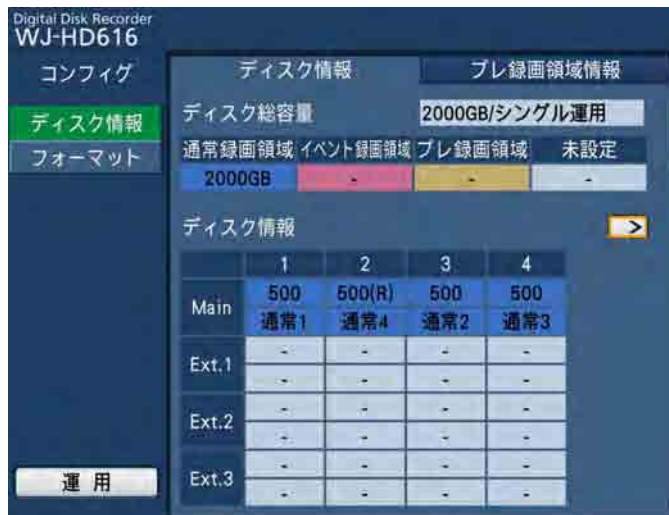 Digital Disk Recorder
WJ-HD616
コンフィグ
ディスク情報
フォーマット
運用
ディスク情報 プレ録画領域情報
ディスク総容量 2000GB/シングル運用
通常録画領域 イベント録画領域 プレ録画領域 未設定
2000GB - - -
ディスク情報 >
1 2 3 4
Main 500 500(R) 500 500
通常1 通常4 通常2 通常3
Ext.1 - - - -
- - - -
Ext.2 - - - -
- - - -
Ext.3 - - - -
- - - -